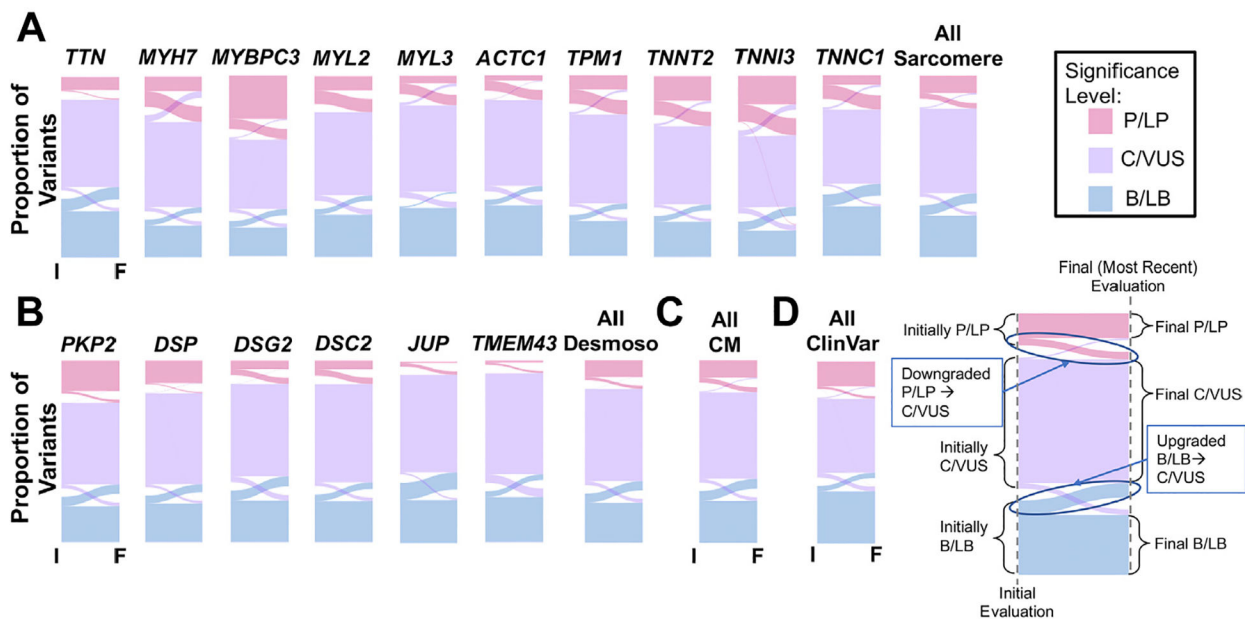 A
TTN MYH7 MYBPC3 MYL2 MYL3 ACTC1 TPM1 TNNT2 TNNI3 TNNC1 All
Sarcomere
Proportion of
Variants
I F
Significance
Level:
P/LP
C/VUS
B/LB
B
PKP2 DSP DSG2 DSC2 JUP TMEM43 All
Desmoso
Proportion of
Variants
I F
C
All
CM
I F
D
All
ClinVar
I F
Final (Most Recent)
Evaluation
Initially P/LP
Final P/LP
Downgraded
P/LP →
C/VUS
Final C/VUS
Initially
C/VUS
Upgraded
B/LB→
C/VUS
Initially
B/LB
Final B/LB
Initial
Evaluation